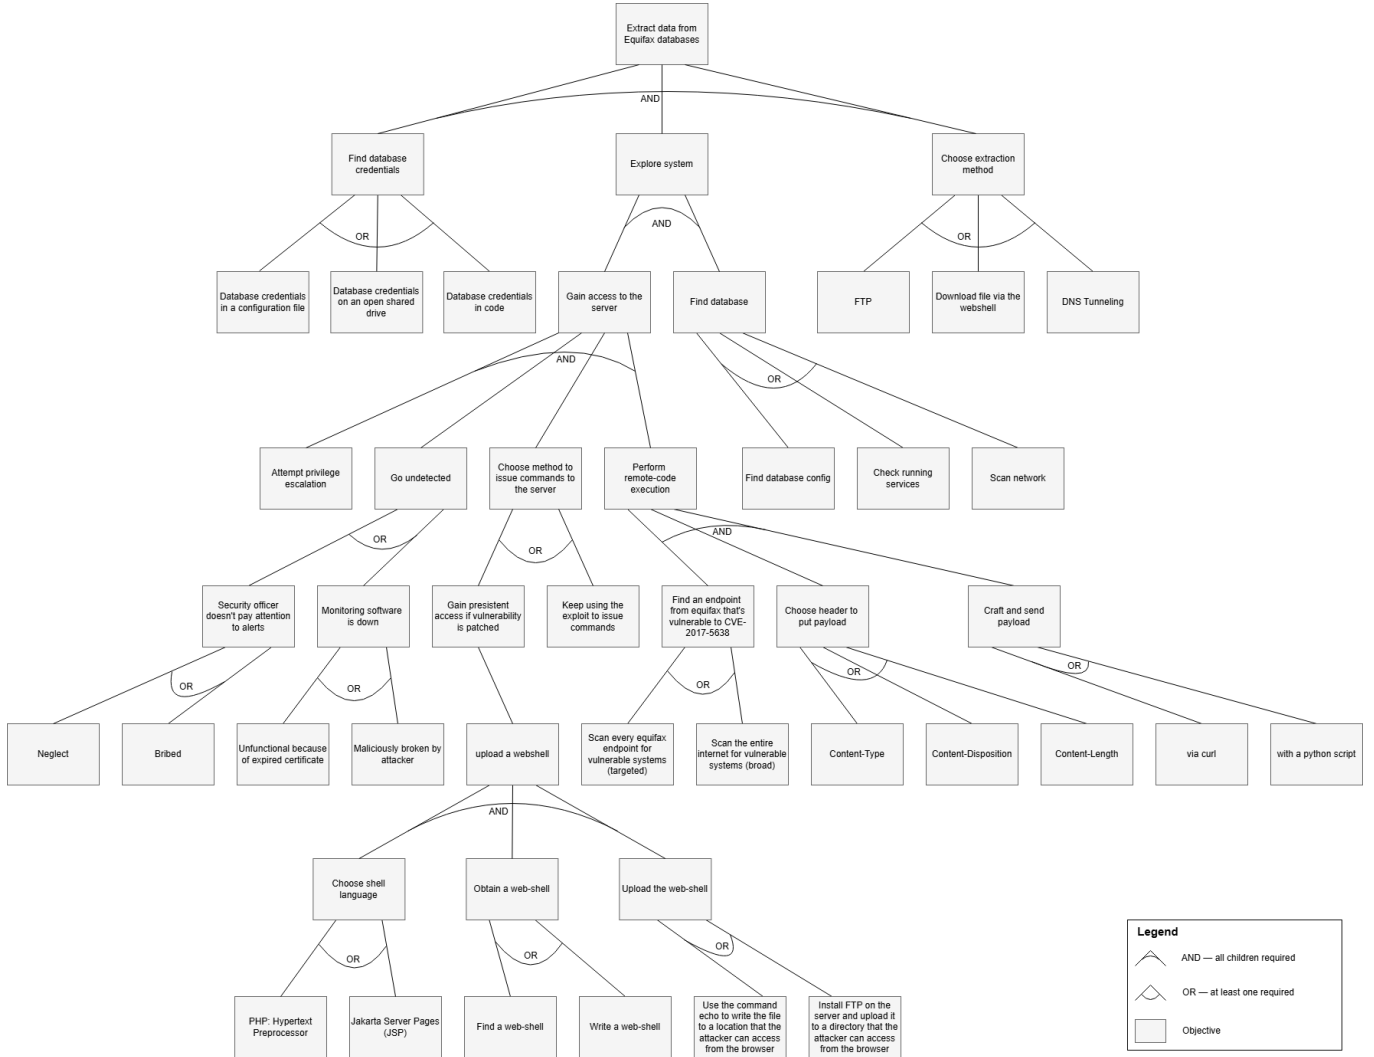 Extract data from
Equifax databases
AND
Find database
credentials
Explore system
Choose extraction
method
OR
AND
OR
Database credentials
in a configuration file
Database credentials
on an open shared
drive
Database credentials
in code
Gain access to the
server
Find database
FTP
Download file via the
webshell
DNS Tunneling
AND
OR
Attempt privilege
escalation
Go undetected
Choose method to
issue commands to
the server
Perform
remote-code
execution
Find database config
Check running
services
Scan network
OR
OR
AND
Security officer
doesn't pay attention
to alerts
Monitoring software
is down
Gain presistent
access if vulnerability
is patched
Keep using the
exploit to issue
commands
Find an endpoint
from equifax that's
vulnerable to CVE-
2017-5638
Choose header to
put payload
Craft and send
payload
OR
OR
OR
OR
OR
Neglect
Bribed
Unfunctional because
of expired certificate
Maliciously broken by
attacker
upload a webshell
Scan every equifax
endpoint for
vulnerable systems
(targeted)
Scan the entire
internet for vulnerable
systems (broad)
Content-Type
Content-Disposition
Content-Length
via curl
with a python script
AND
Choose shell
language
Obtain a web-shell
Upload the web-shell
OR
OR
OR
PHP: Hypertext
Preprocessor
Jakarta Server Pages
(JSP)
Find a web-shell
Write a web-shell
Use the command
echo to write the file
to a location that the
attacker can access
from the browser
Install FTP on the
server and upload it
to a directory that the
attacker can access
from the browser
Legend
AND — all children required
OR — at least one required
Objective